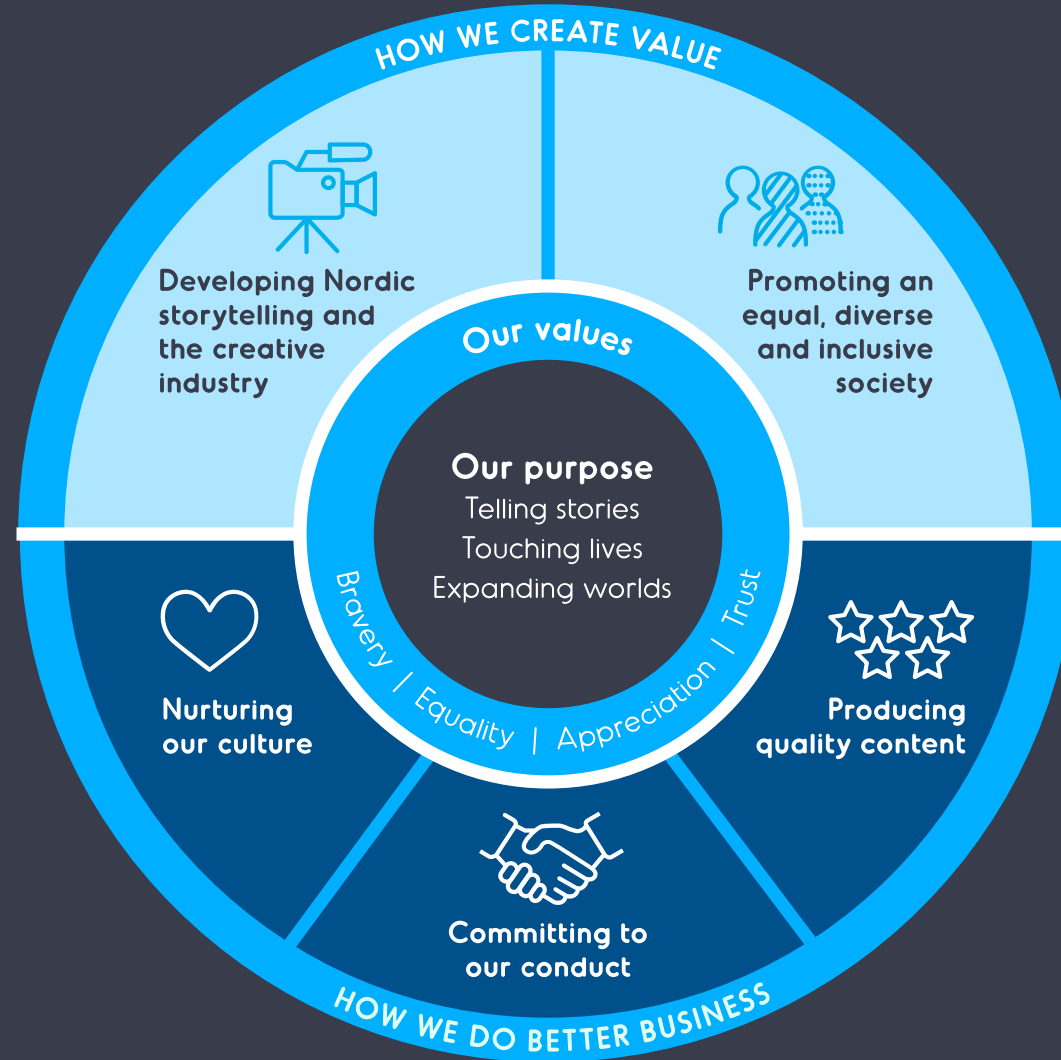 HOW WE CREATE VALUE
Developing Nordic
storytelling and
the creative
industry
Promoting an
equal, diverse
and inclusive
society
Our values
Our purpose
Telling stories
Touching lives
Expanding worlds
Bravery | Equality | Appreciation | Trust
Nurturing
our culture
Producing
quality content
Committing to
our conduct
HOW WE DO BETTER BUSINESS